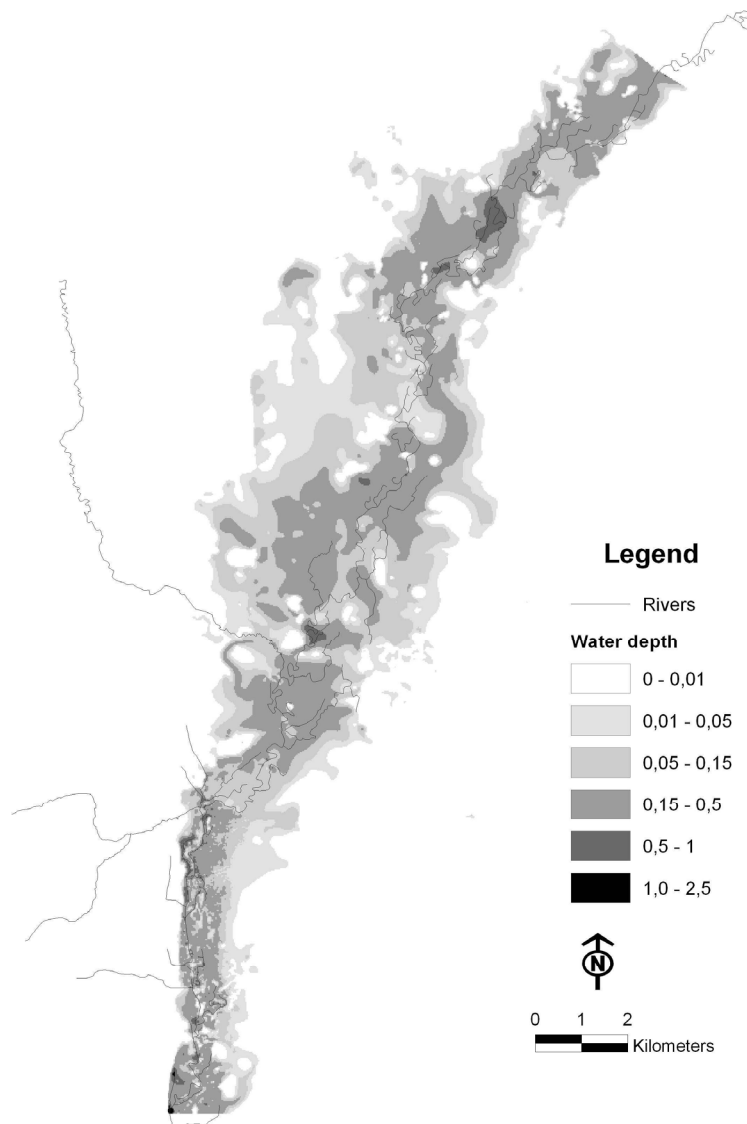 Legend
Rivers
Water depth
0 - 0,01
0,01 - 0,05
0,05 - 0,15
0,15 - 0,5
0,5 - 1
1,0 - 2,5
N
0 1 2
Kilometers